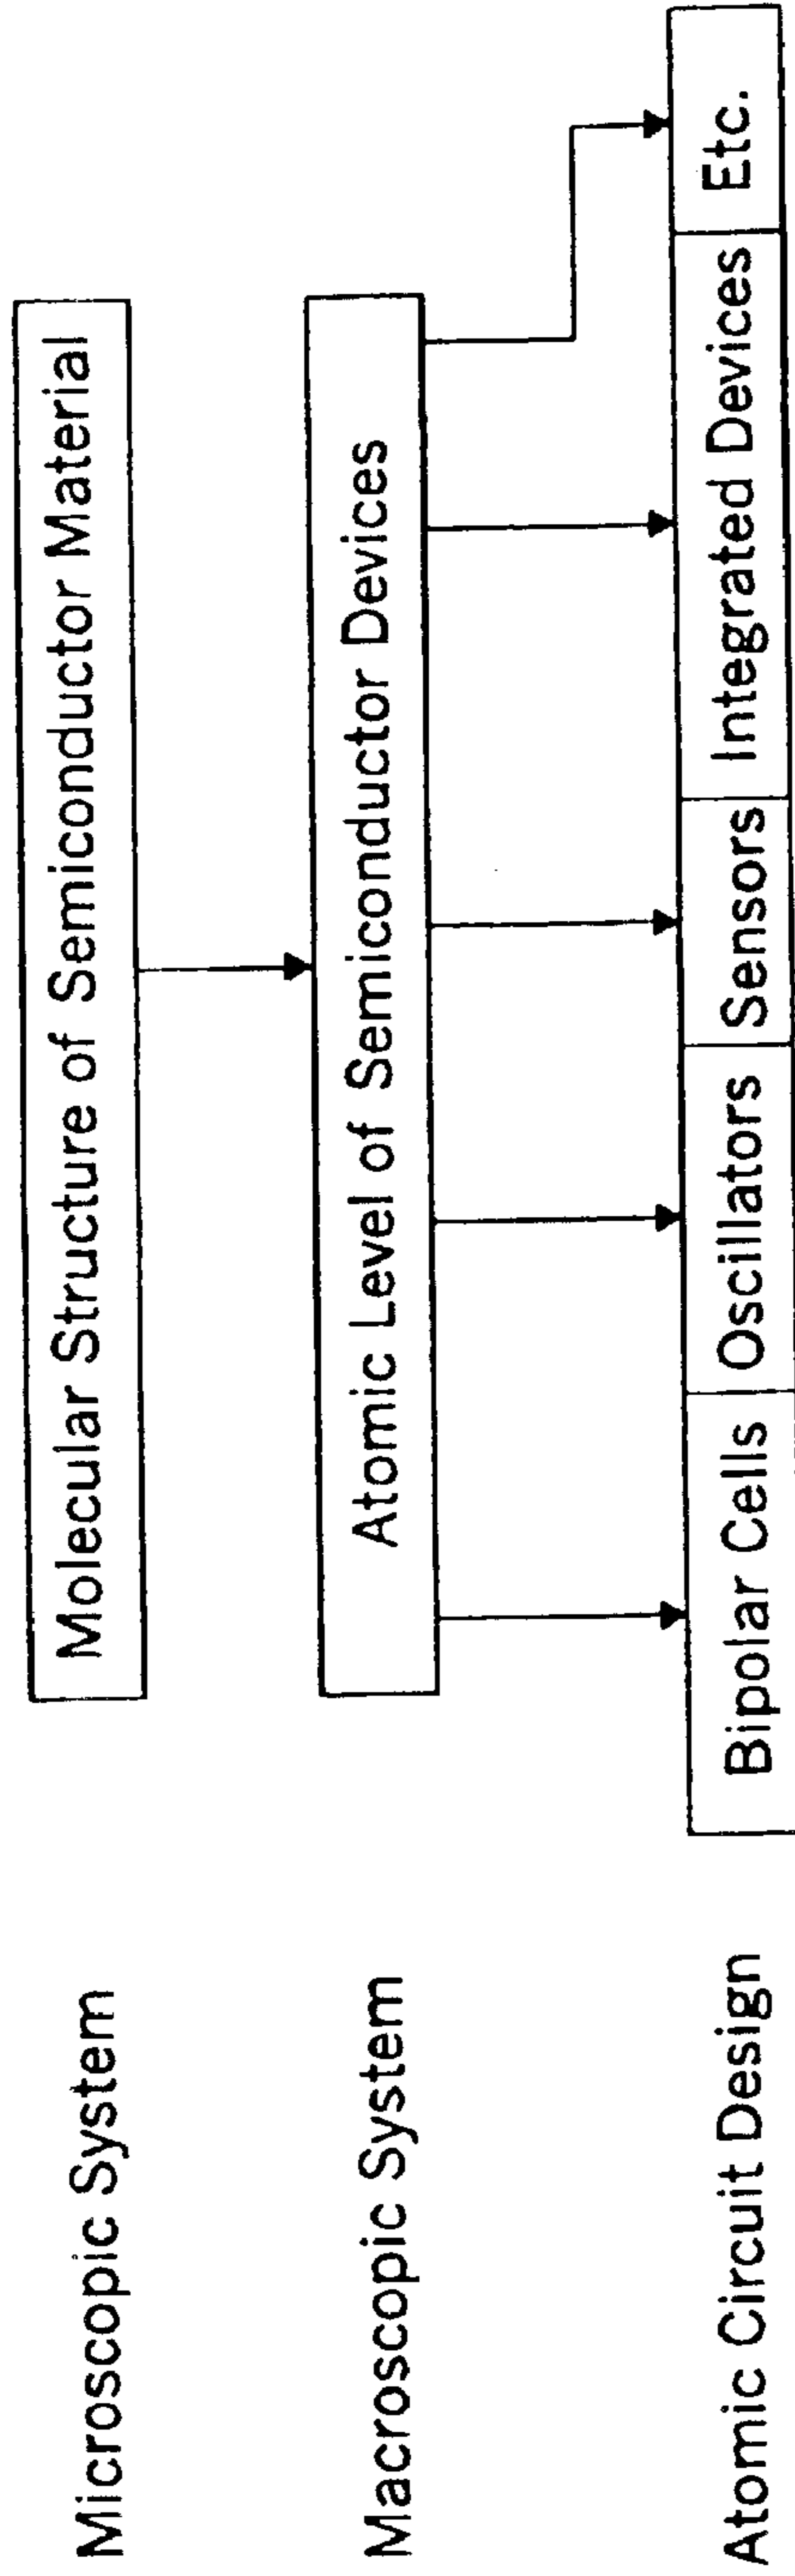 Microscopic System
Molecular Structure of Semiconductor Material
Macroscopic System
Atomic Level of Semiconductor Devices
Atomic Circuit Design
Bipolar Cells
Oscillators
Sensors
Integrated Devices
Etc.